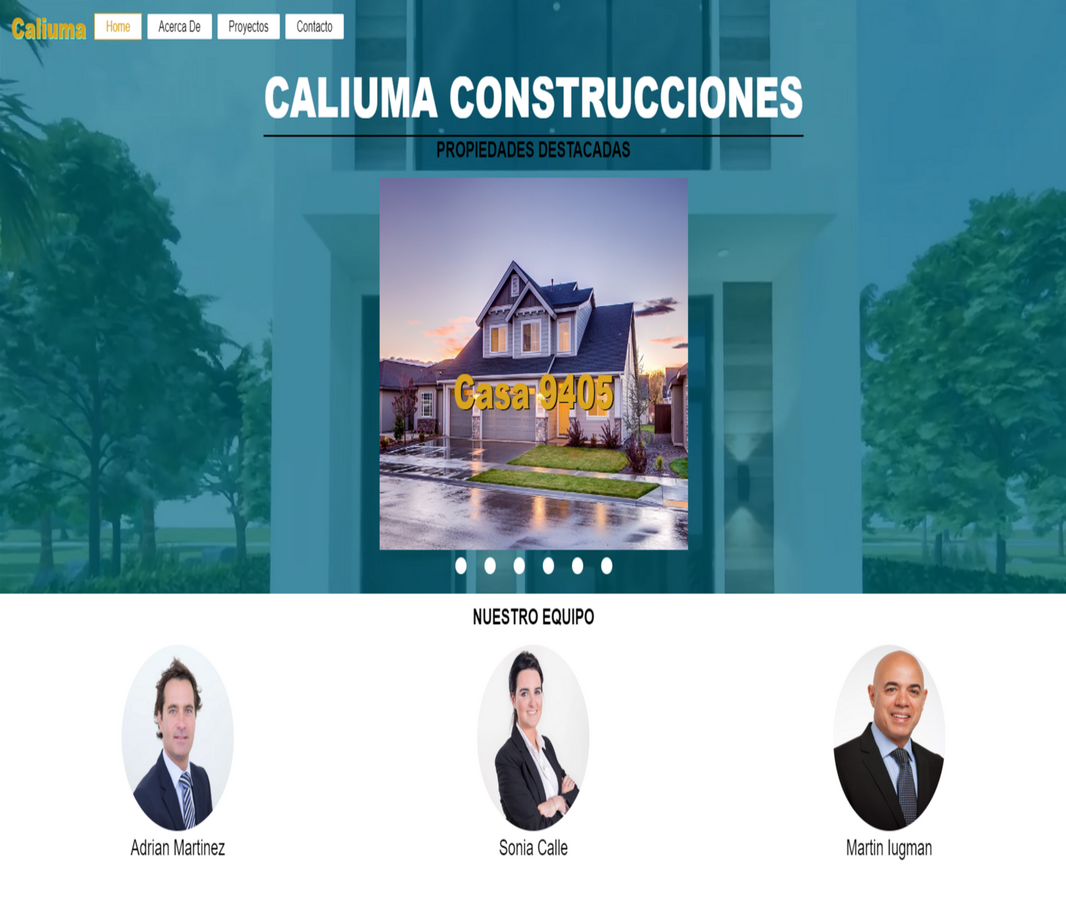 Caliuma Home Acerca De Proyectos Contacto
CALIUMA CONSTRUCCIONES
PROPIEDADES DESTACADAS
Casa 9405
NUESTRO EQUIPO
Adrian Martinez Sonia Calle Martin Iugman